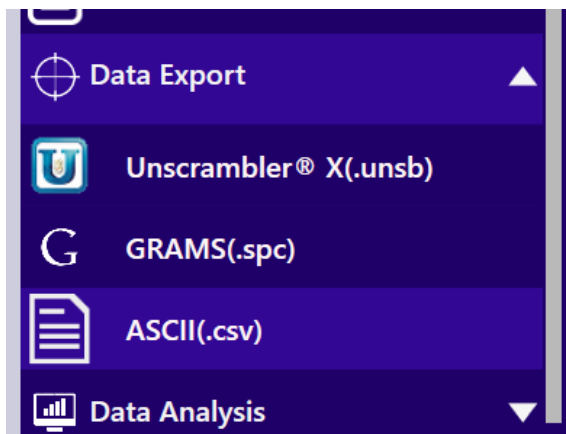 Data Export
Unscrambler® X(.unsb)
GRAMS(.spc)
ASCII(.csv)
Data Analysis